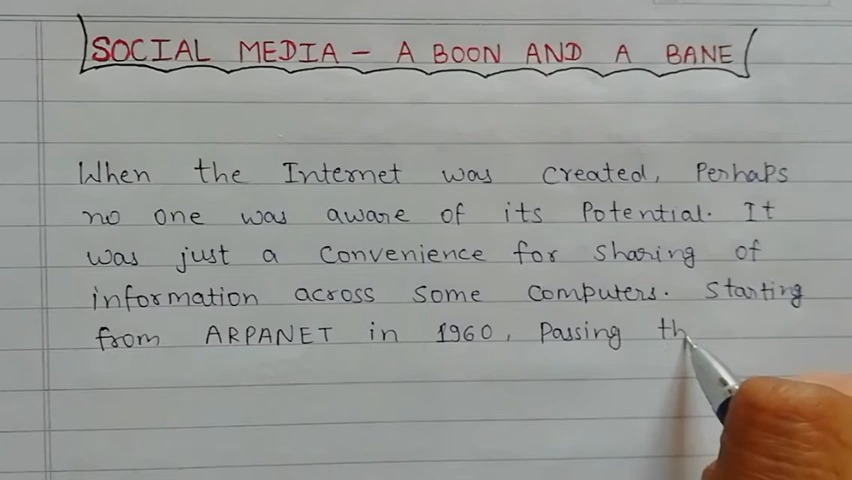 SOCIAL MEDIA - A BOON AND A BANE
When the Internet was created, Perhaps
no one was aware of its Potential. It
was just a convenience for sharing of
information across some computers. Starting
from ARPANET in 1960, Passing th